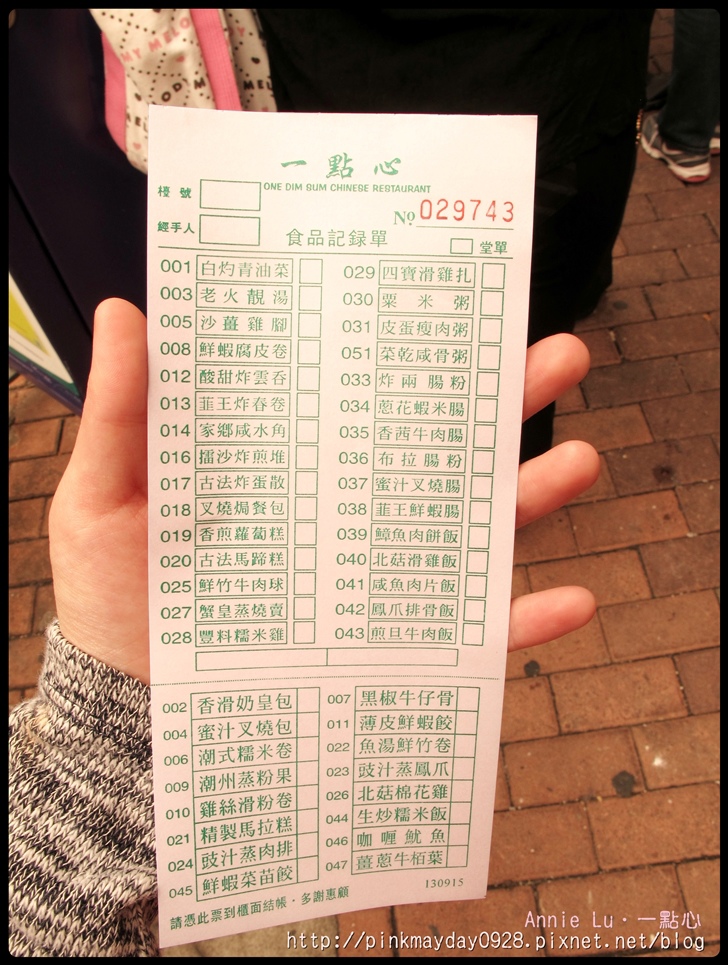 一點心
ONE DIM SUM CHINESE RESTAURANT
檯號
№ 029743
經手人
食品記録單
堂單
001 白灼青油菜
003 老火靚湯
005 沙薑雞腳
008 鮮蝦腐皮卷
012 酸甜炸雲吞
013 韮王炸春卷
014 家鄉咸水角
016 擂沙炸煎堆
017 古法炸蛋散
018 叉燒焗餐包
019 香煎蘿蔔糕
020 古法馬蹄糕
025 鮮竹牛肉球
027 蟹皇蒸燒賣
028 豐料糯米雞
029 四寶滑雞扎
030 粟米粥
031 皮蛋瘦肉粥
051 菜乾咸骨粥
033 炸兩腸粉
034 蔥花蝦米腸
035 香茜牛肉腸
036 布拉腸粉
037 蜜汁叉燒腸
038 韮王鮮蝦腸
039 鱆魚肉餅飯
040 北菇滑雞飯
041 咸魚肉片飯
042 鳳爪排骨飯
043 煎旦牛肉飯
002 香滑奶皇包
004 蜜汁叉燒包
006 潮式糯米卷
009 潮州蒸粉果
010 雞絲滑粉卷
021 精製馬拉糕
024 豉汁蒸肉排
045 鮮蝦菜苗餃
007 黑椒牛仔骨
011 薄皮鮮蝦餃
022 魚湯鮮竹卷
023 豉汁蒸鳳爪
026 北菇棉花雞
044 生炒糯米飯
046 咖喱魷魚
047 薑蔥牛栢葉
130915
請憑此票到櫃面結帳·多謝惠顧
Annie Lu·一點心
http://pinkmayday0928.pixnet.net/blog